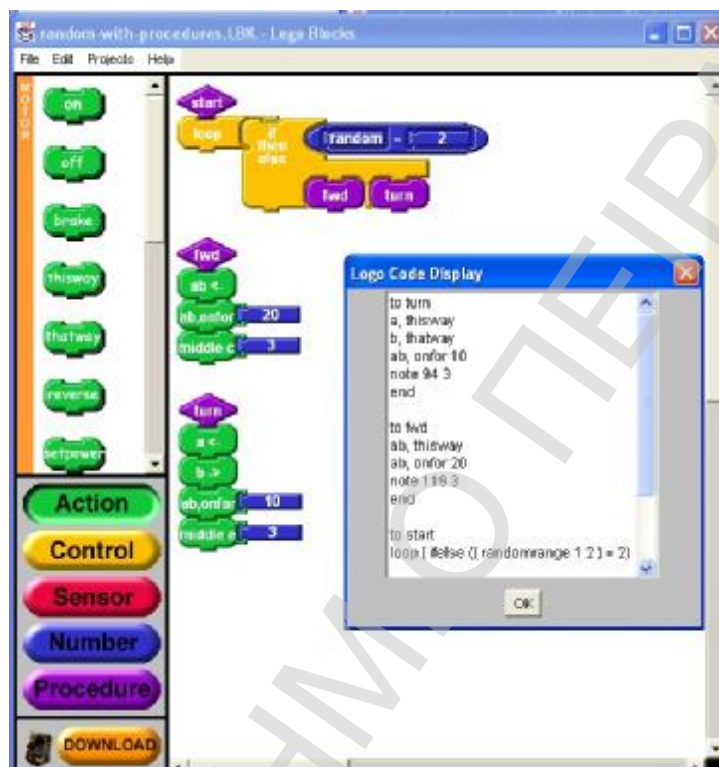 random-with-procedures.LBK - Logo Blocks
File Edit Projects Help
MOTOR
on
off
brake
thisway
thatway
reverse
setpower
Action
Control
Sensor
Number
Procedure
DOWNLOAD
start
loop if then else random = 2
fwd turn
fwd
ab <-
ab,onfor 20
middle c 3
turn
a <-
b ->
ab,onfor 10
middle e 3
Logo Code Display
to turn
a, thisway
b, thatway
ab, onfor 10
note 94 3
end
to fwd
ab, thisway
ab, onfor 20
note 119 3
end
to start
loop [ ifelse (( randomrange 1 2 ) = 2)
OK